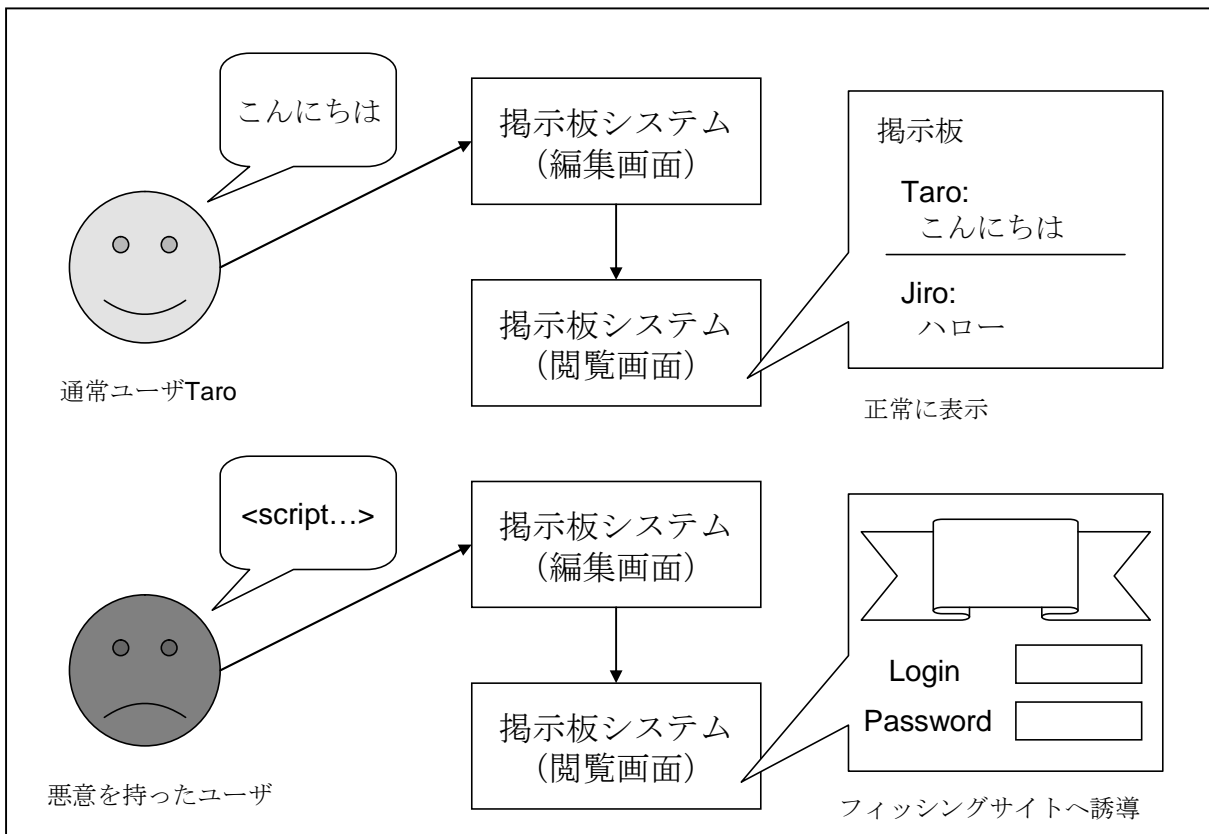 こんにちは
掲示板システム
（編集画面）
掲示板
Taro:
こんにちは
Jiro:
ハロー
掲示板システム
（閲覧画面）
通常ユーザTaro
正常に表示
<script…>
掲示板システム
（編集画面）
Login
Password
掲示板システム
（閲覧画面）
悪意を持ったユーザ
フィッシングサイトへ誘導